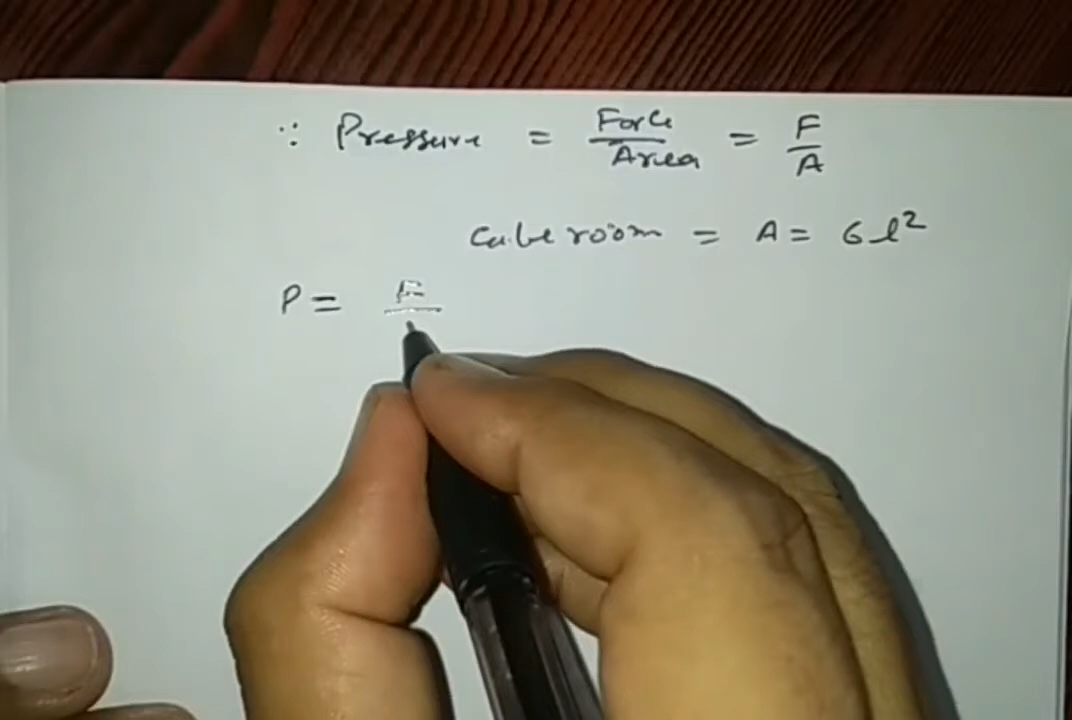 ∵ Pressure = Force/Area = F/A
Cube room = A = 6l²
P = F/